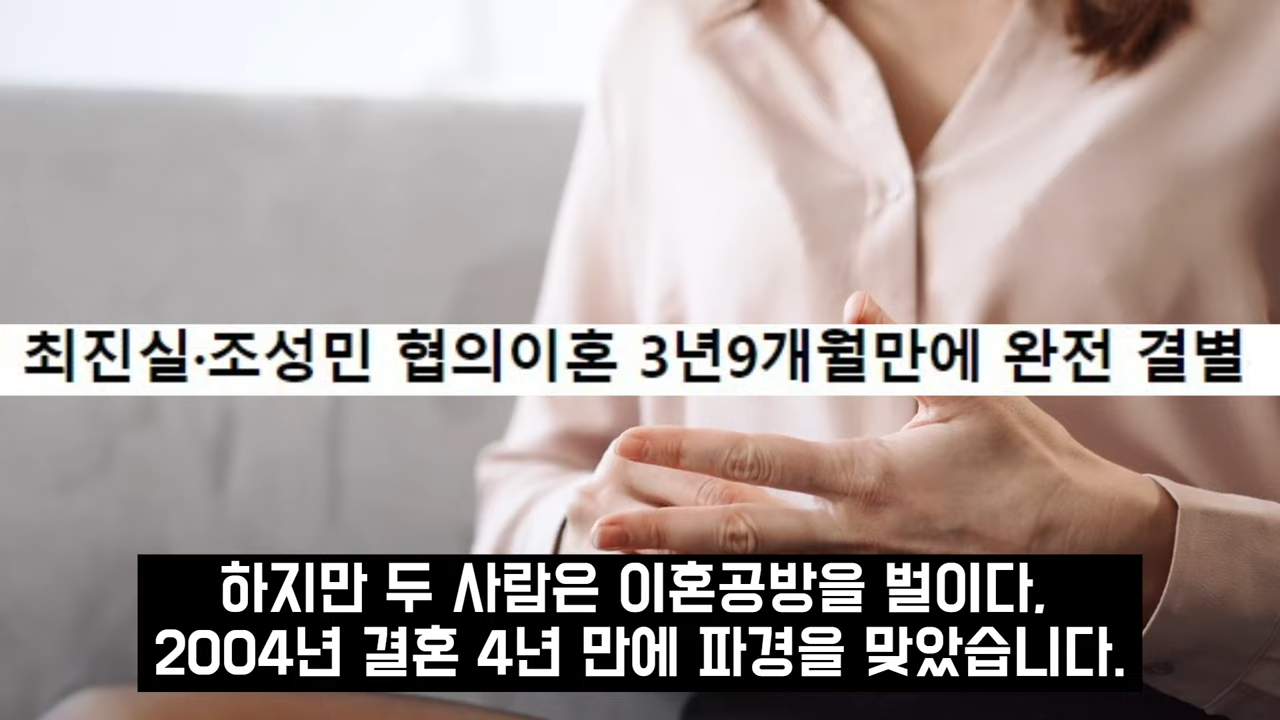 최진실·조성민 협의이혼 3년9개월만에 완전 결별
하지만 두 사람은 이혼공방을 벌이다,
2004년 결혼 4년 만에 파경을 맞았습니다.